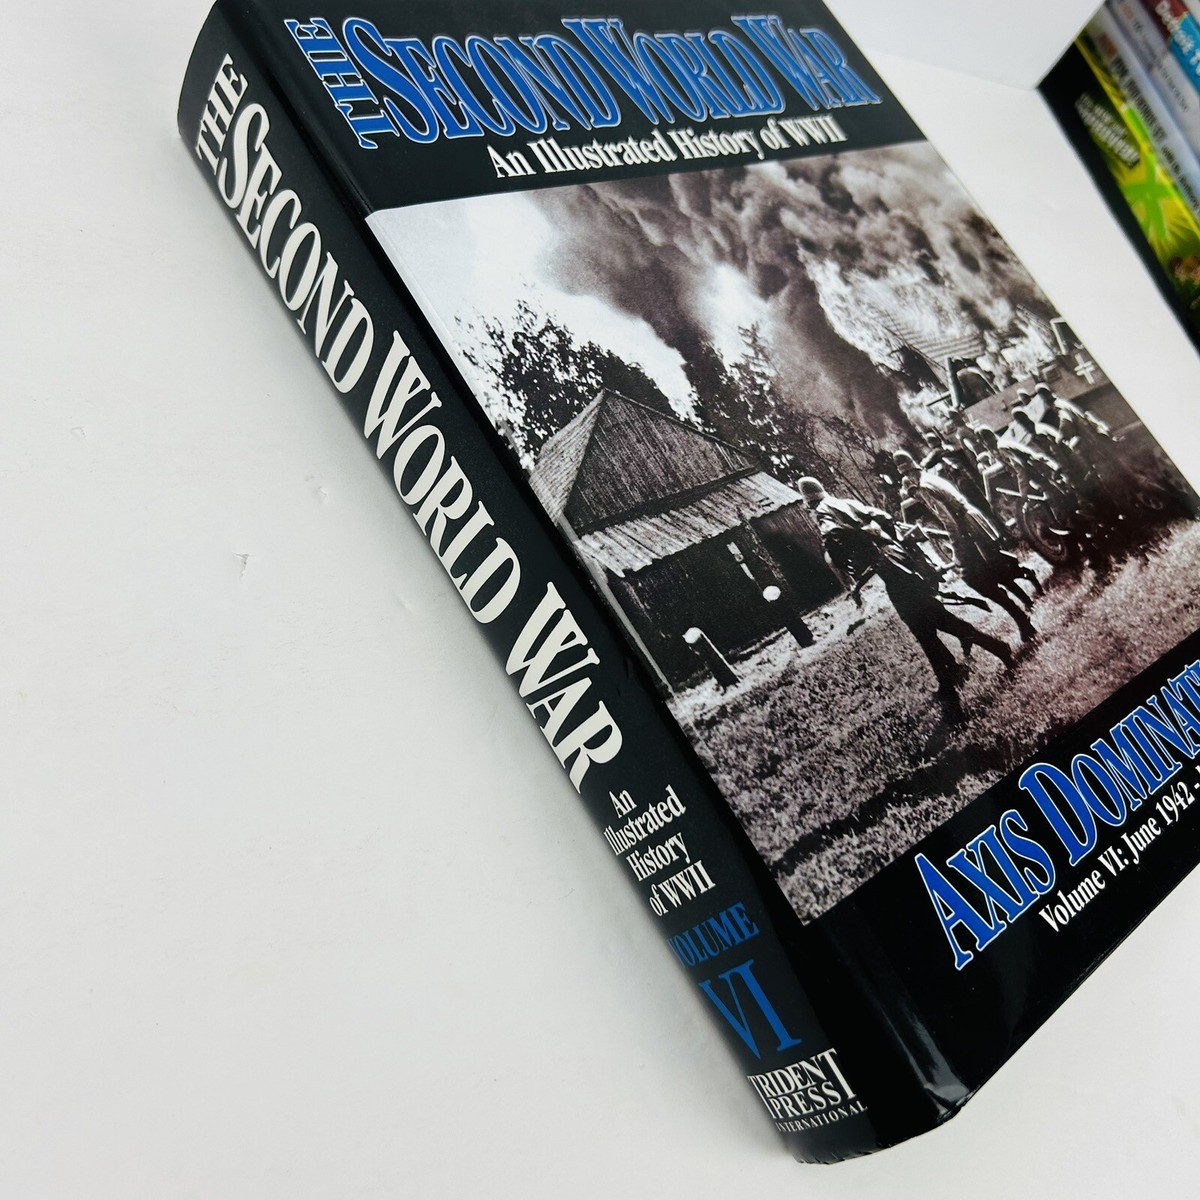 THE SECOND WORLD WAR
An Illustrated History of WWII
AXIS
Volume VI: June 1942 -
THE SECOND WORLD WAR
An
Illustrated
History
of WWII
VOLUME
VI
TRIDENT
PRESS
INTERNATIONAL